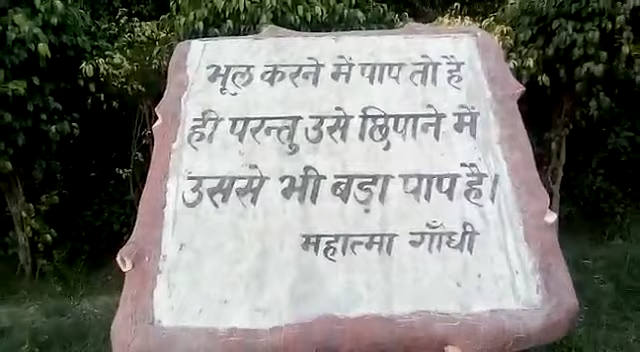 भूल करने में पाप तो है
ही परन्तु उसे छिपाने में
उससे भी बड़ा पाप है।
महात्मा गाँधी